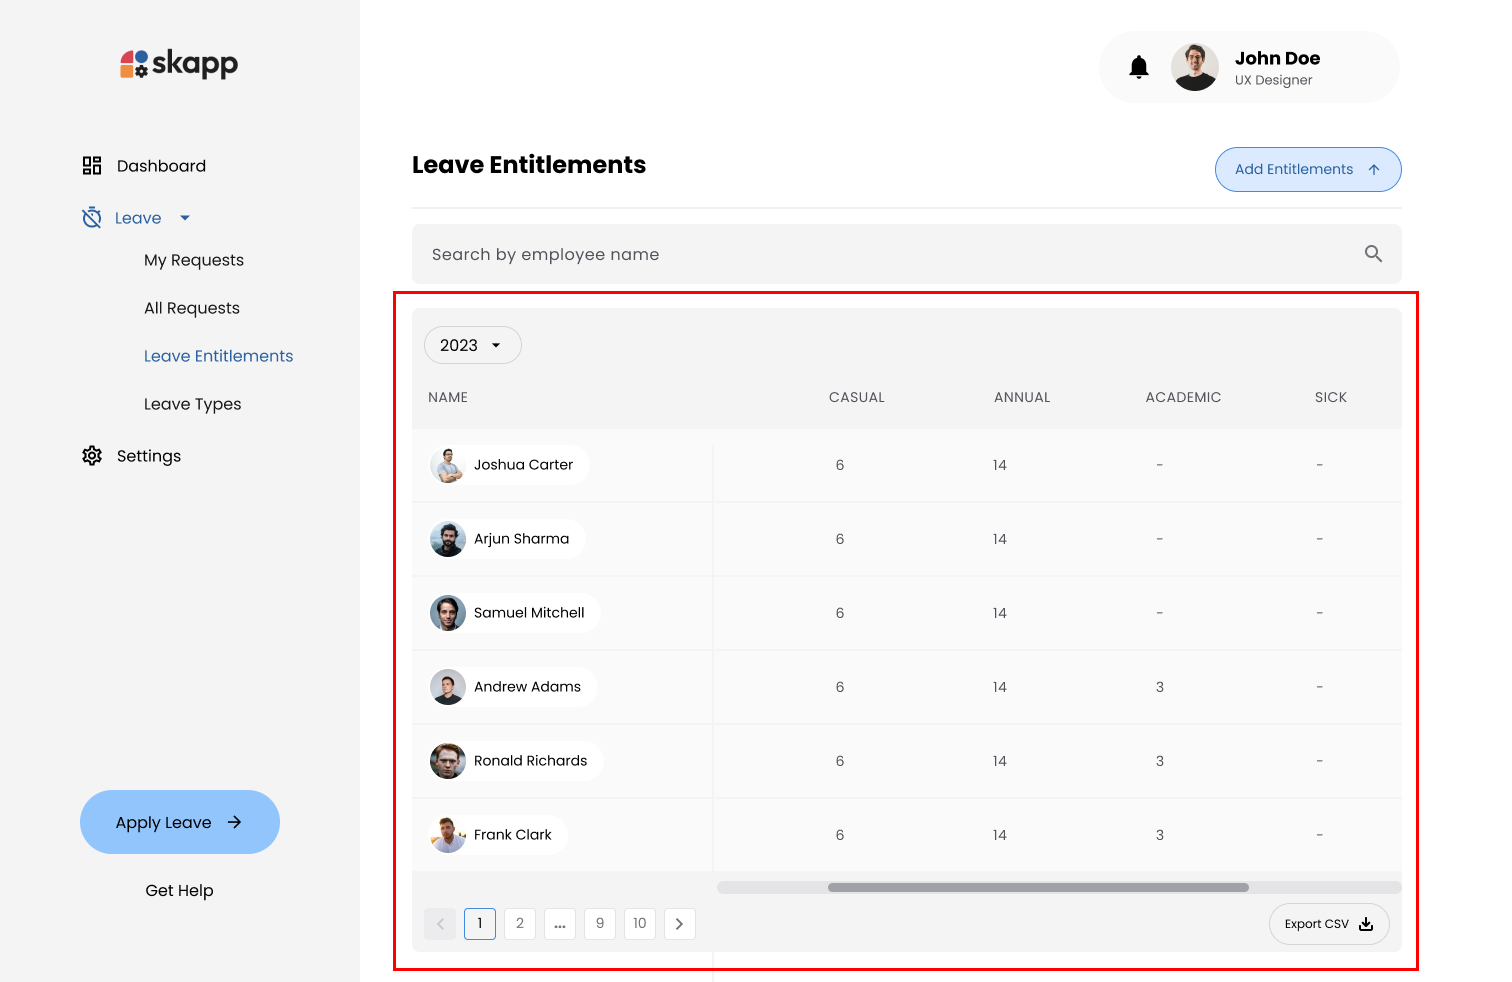 skapp
John Doe
UX Designer
Dashboard
Leave
My Requests
All Requests
Leave Entitlements
Leave Types
Settings
Apply Leave
Get Help
Leave Entitlements
Add Entitlements
Search by employee name
2023
NAME CASUAL ANNUAL ACADEMIC SICK
Joshua Carter 6 14 - -
Arjun Sharma 6 14 - -
Samuel Mitchell 6 14 - -
Andrew Adams 6 14 3 -
Ronald Richards 6 14 3 -
Frank Clark 6 14 3 -
1 2 ... 9 10
Export CSV